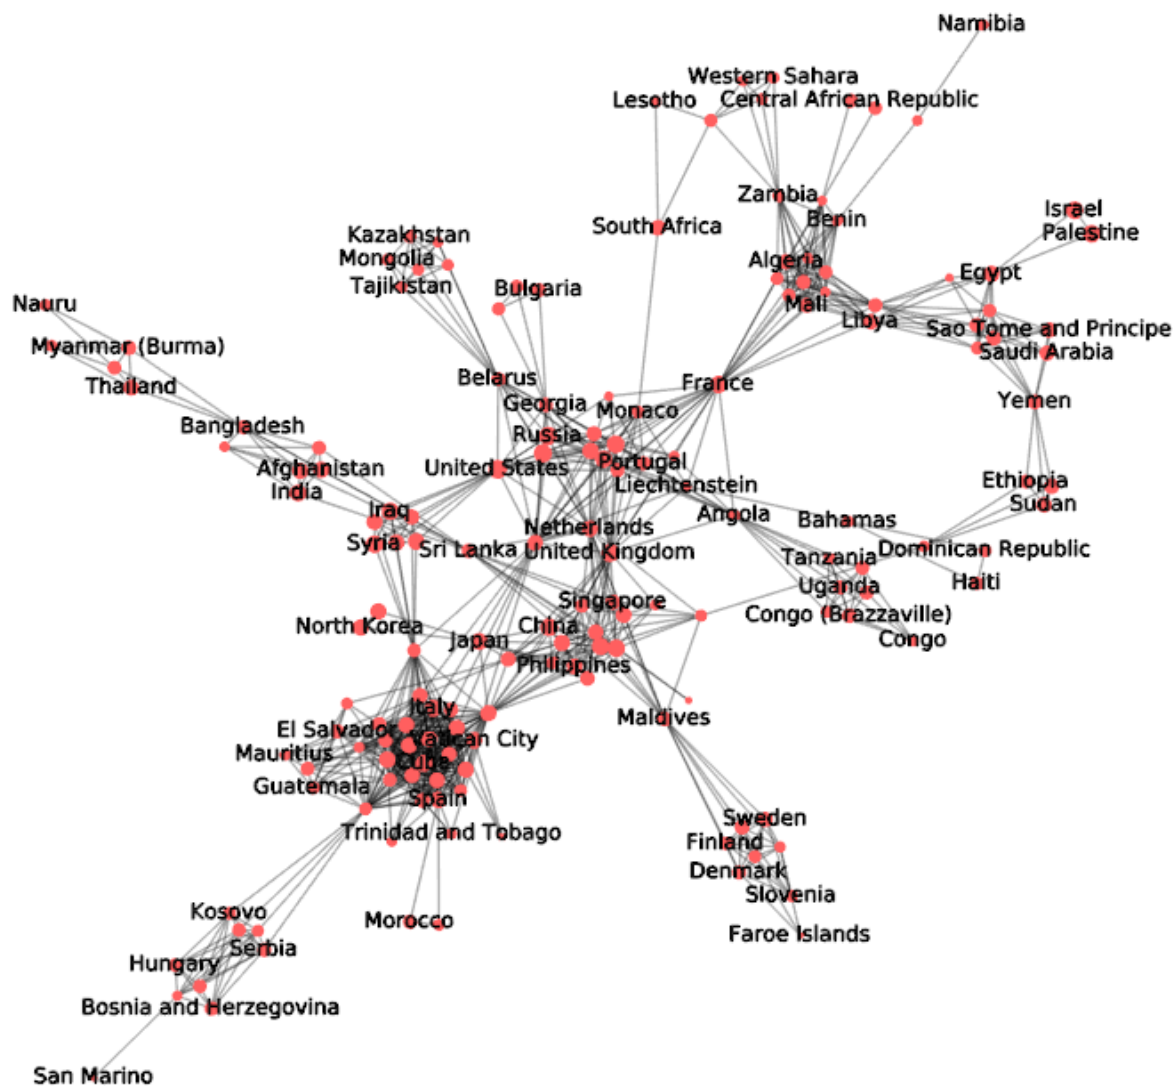 Namibia
Western Sahara
Lesotho
Central African Republic
Zambia
South Africa
Benin
Israel
Palestine
Kazakhstan
Mongolia
Algeria
Egypt
Tajikistan
Bulgaria
Nauru
Mali
Libya
Sao Tome and Principe
Myanmar (Burma)
Saudi Arabia
Thailand
Belarus
France
Georgia
Monaco
Yemen
Bangladesh
Russia
Afghanistan
United States
Portugal
India
Liechtenstein
Ethiopia
Sudan
Iraq
Angola
Bahamas
Netherlands
Syria
Sri Lanka
United Kingdom
Dominican Republic
Tanzania
Haiti
Uganda
Singapore
Congo (Brazzaville)
North Korea
Japan
China
Congo
Philippines
Italy
Maldives
El Salvador
Vatican City
Mauritius
Cuba
Guatemala
Spain
Trinidad and Tobago
Sweden
Finland
Denmark
Slovenia
Kosovo
Morocco
Faroe Islands
Serbia
Hungary
Bosnia and Herzegovina
San Marino